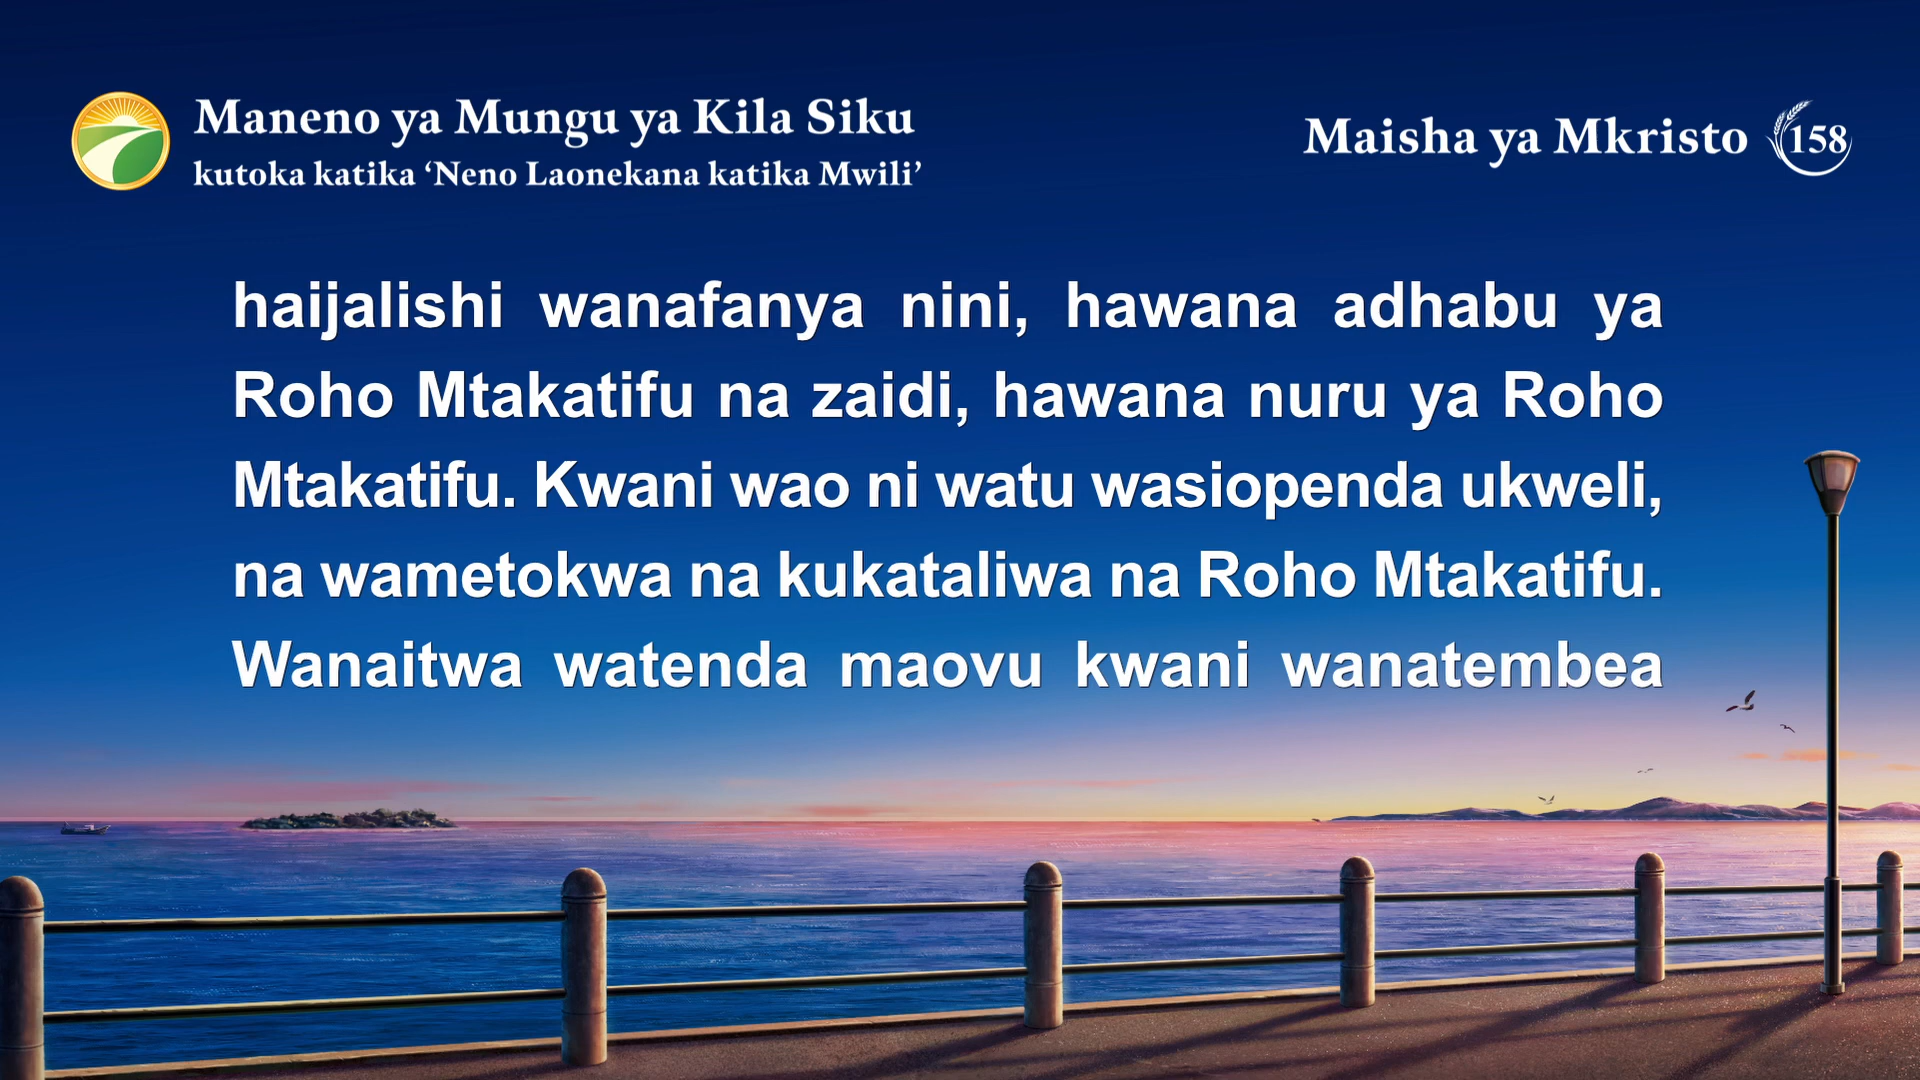 Maneno ya Mungu ya Kila Siku
kutoka katika ‘Neno Laonekana katika Mwili’
Maisha ya Mkristo 158
haijalishi wanafanya nini, hawana adhabu ya
Roho Mtakatifu na zaidi, hawana nuru ya Roho
Mtakatifu. Kwani wao ni watu wasiopenda ukweli,
na wametokwa na kukataliwa na Roho Mtakatifu.
Wanaitwa watenda maovu kwani wanatembea